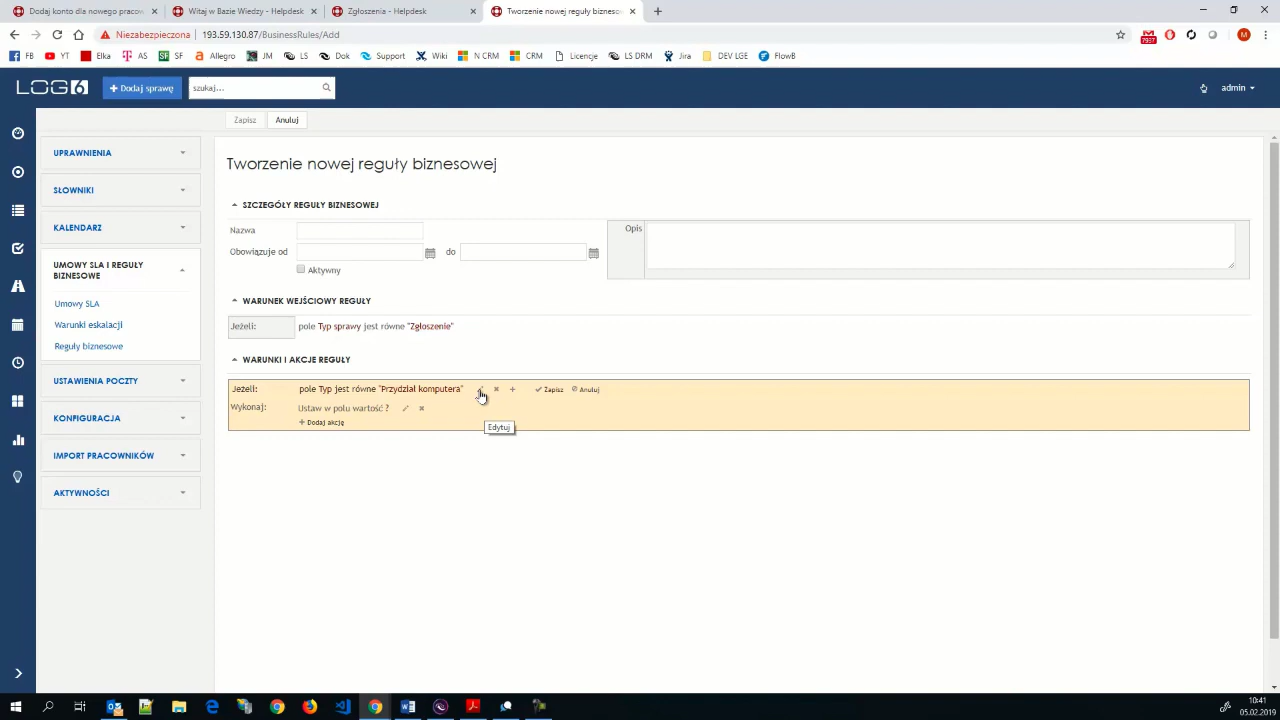 Dodaj konto dla nowego pracow
Witaj w Bazie Wiedzy - Helpdesk
Zgłoszenia - Helpdesk
Tworzenie nowej reguły biznesow
Niezabezpieczona
193.59.130.87/BusinessRules/Add
7937
M
FB
YT
Elka
AS
SF
Allegro
JM
LS
Dok
Support
Wiki
N CRM
CRM
Licencje
LS DRM
Jira
DEV LGE
FlowB
LOG6
Dodaj sprawę
szukaj...
admin
Zapisz
Anuluj
UPRAWNIENIA
SŁOWNIKI
KALENDARZ
UMOWY SLA I REGUŁY
BIZNESOWE
Umowy SLA
Warunki eskalacji
Reguły biznesowe
USTAWIENIA POCZTY
KONFIGURACJA
IMPORT PRACOWNIKÓW
AKTYWNOŚCI
Tworzenie nowej reguły biznesowej
SZCZEGÓŁY REGUŁY BIZNESOWEJ
Nazwa
Opis
Obowiązuje od
do
Aktywny
WARUNEK WEJŚCIOWY REGUŁY
Jeżeli:
pole Typ sprawy jest równe "Zgłoszenie"
WARUNKI I AKCJE REGUŁY
Jeżeli:
pole Typ jest równe "Przydział komputera"
Zapisz
Anuluj
Wykonaj:
Ustaw w polu wartość ?
Dodaj akcję
Edytuj
10:41
05.02.2019